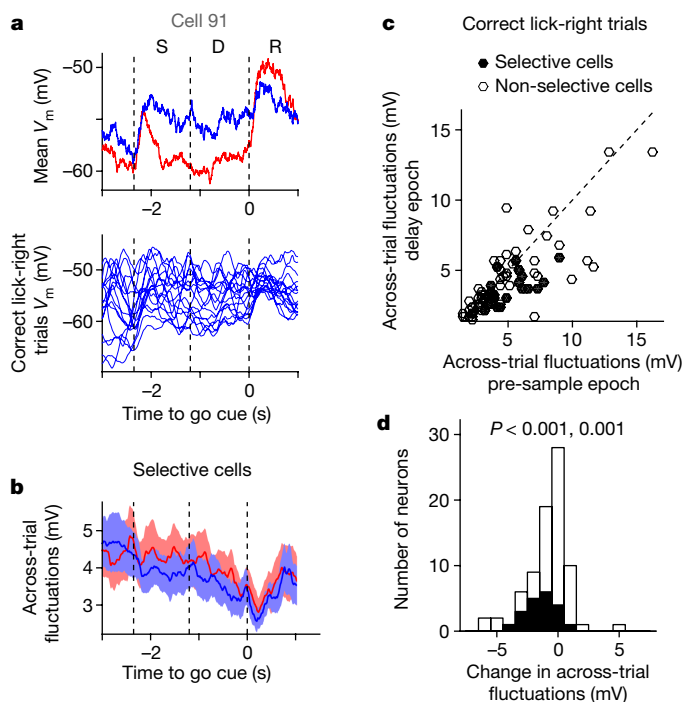 a
Cell 91
S D R
Mean Vm (mV)
−50
−60
−2 0
Correct lick-right
trials Vm (mV)
−50
−60
−2 0
Time to go cue (s)
b
Selective cells
Across-trial
fluctuations (mV)
5
4
3
−2 0
Time to go cue (s)
c
Correct lick-right trials
Selective cells
Non-selective cells
Across-trial fluctuations (mV)
delay epoch
15
10
5
5 10 15
Across-trial fluctuations (mV)
pre-sample epoch
d
P < 0.001, 0.001
Number of neurons
30
20
10
0
−5 0 5
Change in across-trial
fluctuations (mV)